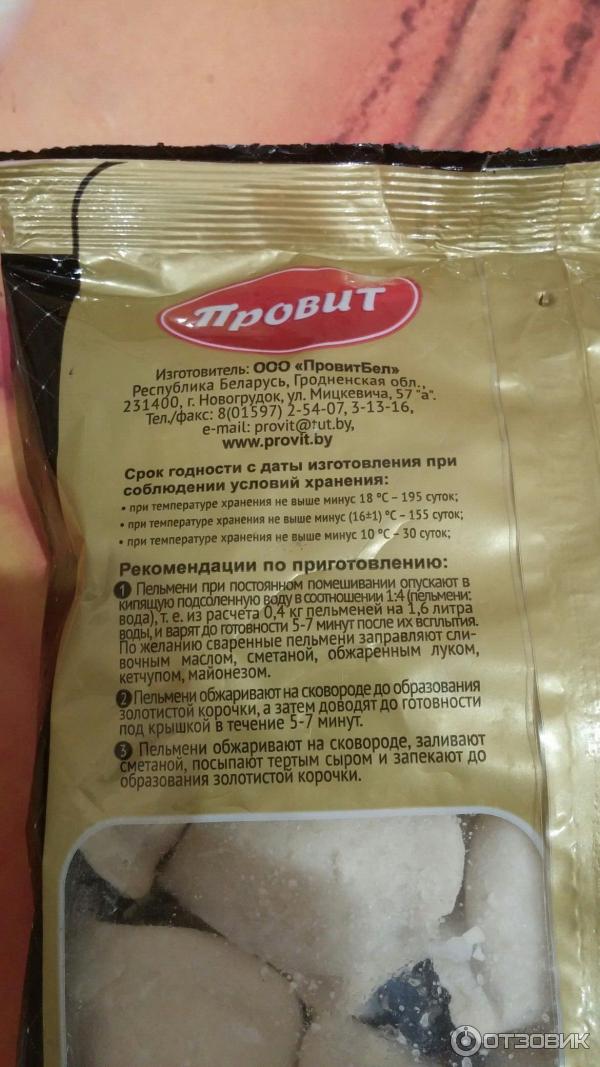 Провит
Изготовитель: ООО «ПровитБел»
Республика Беларусь, Гродненская обл.,
231400, г. Новогрудок, ул. Мицкевича, 57 "а".
Тел./факс: 8(01597) 2-54-07, 3-13-16,
e-mail: provit@tut.by,
www.provit.by
Срок годности с даты изготовления при
соблюдении условий хранения:
• при температуре хранения не выше минус 18 °С – 195 суток;
• при температуре хранения не выше минус (16±1) °С – 155 суток;
• при температуре хранения не выше минус 10 °С – 30 суток;
Рекомендации по приготовлению:
1 Пельмени при постоянном помешивании опускают в
кипящую подсоленную воду в соотношении 1:4 (пельмени:
вода), т. е. из расчета 0,4 кг пельменей на 1,6 литра
воды, и варят до готовности 5-7 минут после их всплытия.
По желанию сваренные пельмени заправляют сли-
вочным маслом, сметаной, обжаренным луком,
кетчупом, майонезом.
2 Пельмени обжаривают на сковороде до образования
золотистой корочки, а затем доводят до готовности
под крышкой в течение 5-7 минут.
3 Пельмени обжаривают на сковороде, заливают
сметаной, посыпают тертым сыром и запекают до
образования золотистой корочки.
ОТЗОВИК